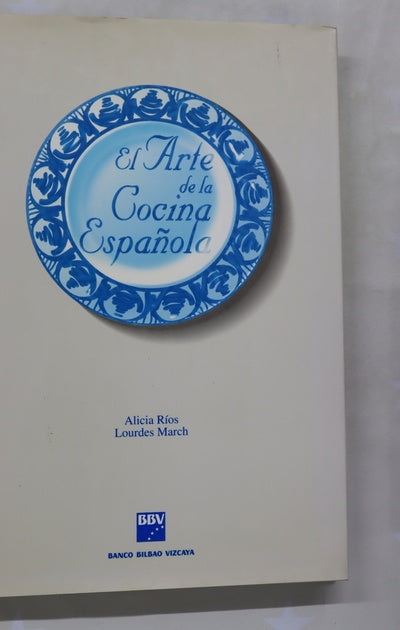 El Arte
de la
Cocina
Española
Alicia Ríos
Lourdes March
BBV
BANCO BILBAO VIZCAYA